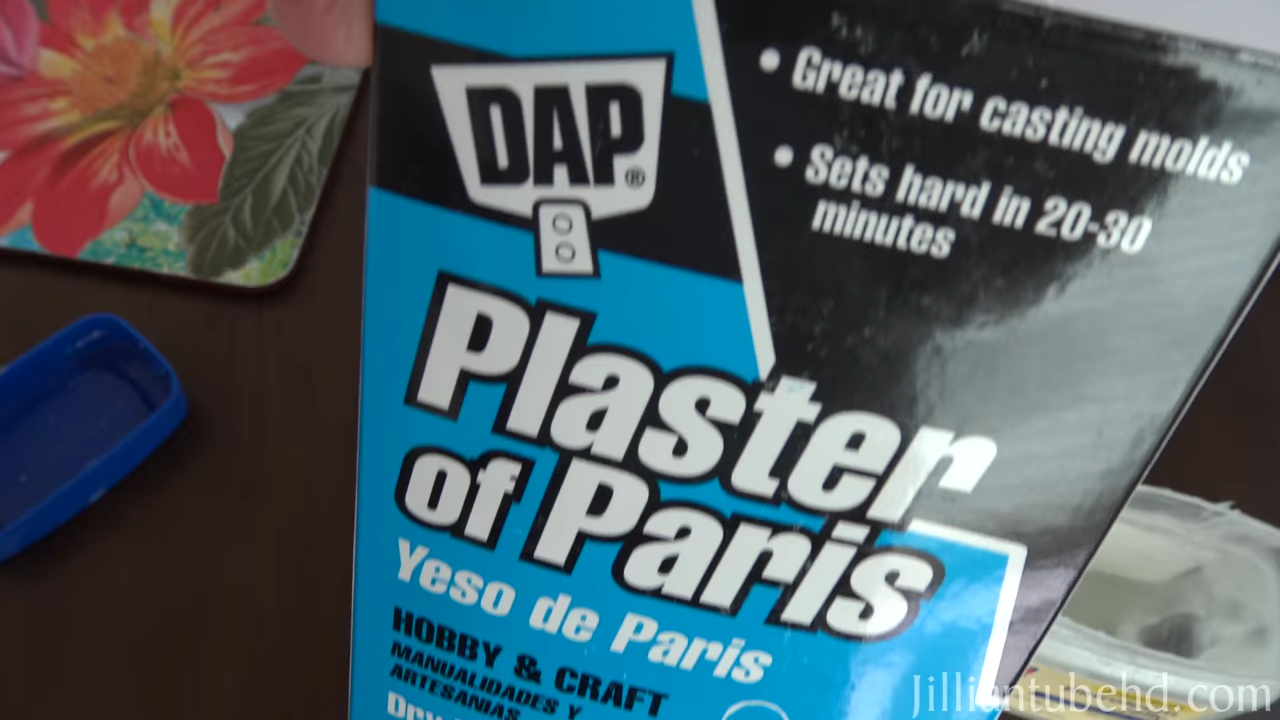 DAP®
• Great for casting molds
• Sets hard in 20-30
minutes
Plaster
of Paris
Yeso de Paris
HOBBY & CRAFT
MANUALIDADES Y
ARTESANIAS
Jilliantubehd.com